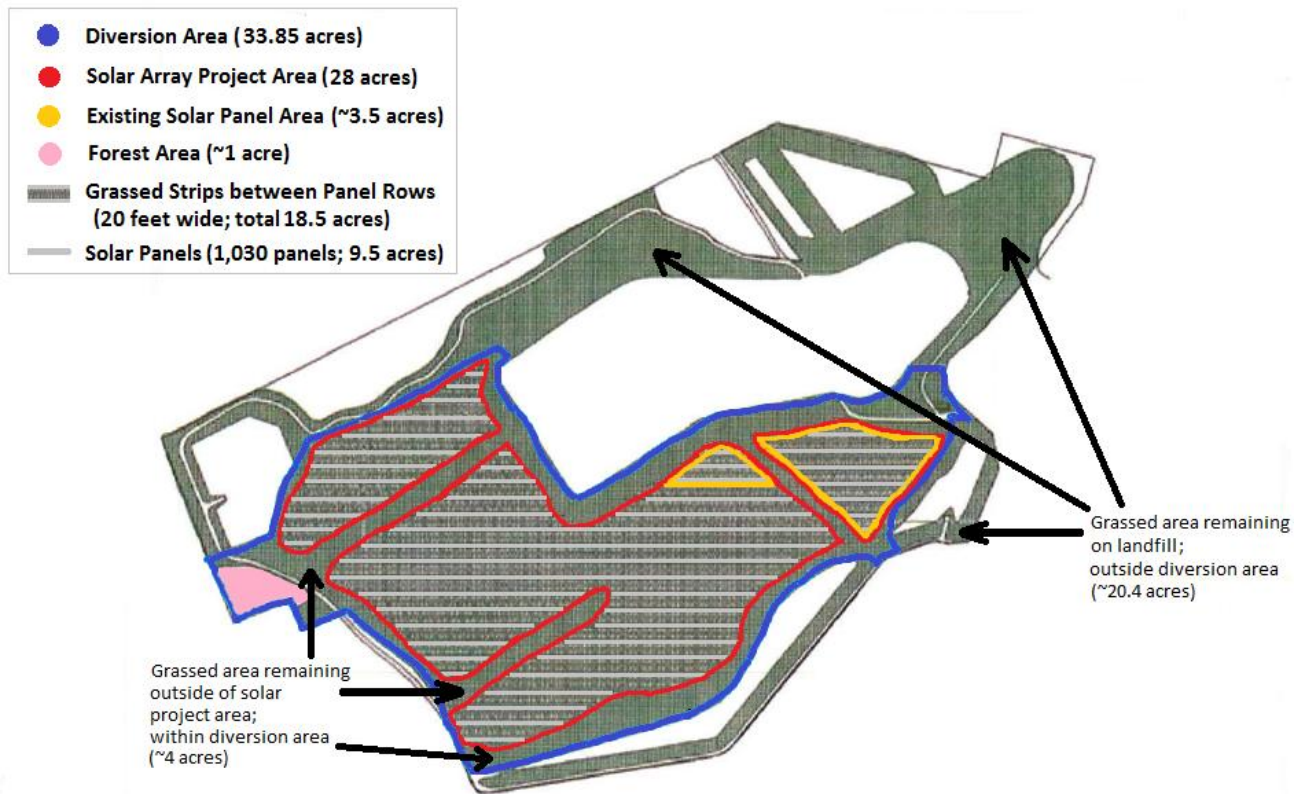 Diversion Area (33.85 acres)
Solar Array Project Area (28 acres)
Existing Solar Panel Area (~3.5 acres)
Forest Area (~1 acre)
Grassed Strips between Panel Rows
(20 feet wide; total 18.5 acres)
Solar Panels (1,030 panels; 9.5 acres)
Grassed area remaining
on landfill;
outside diversion area
(~20.4 acres)
Grassed area remaining
outside of solar
project area;
within diversion area
(~4 acres)